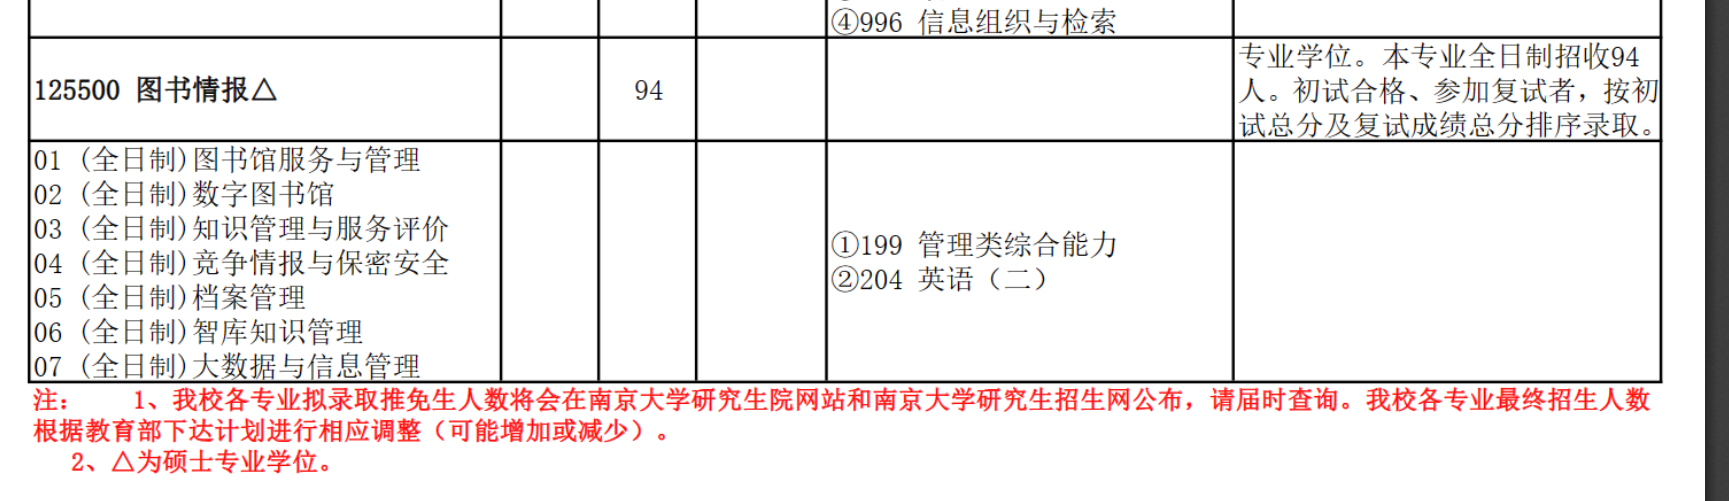 ④996 信息组织与检索
125500 图书情报△
94
专业学位。本专业全日制招收94
人。初试合格、参加复试者，按初
试总分及复试成绩总分排序录取。
01 (全日制)图书馆服务与管理
02 (全日制)数字图书馆
03 (全日制)知识管理与服务评价
04 (全日制)竞争情报与保密安全
05 (全日制)档案管理
06 (全日制)智库知识管理
07 (全日制)大数据与信息管理
①199 管理类综合能力
②204 英语（二）
注： 1、我校各专业拟录取推免生人数将会在南京大学研究生院网站和南京大学研究生招生网公布，请届时查询。我校各专业最终招生人数
根据教育部下达计划进行相应调整（可能增加或减少）。
2、△为硕士专业学位。